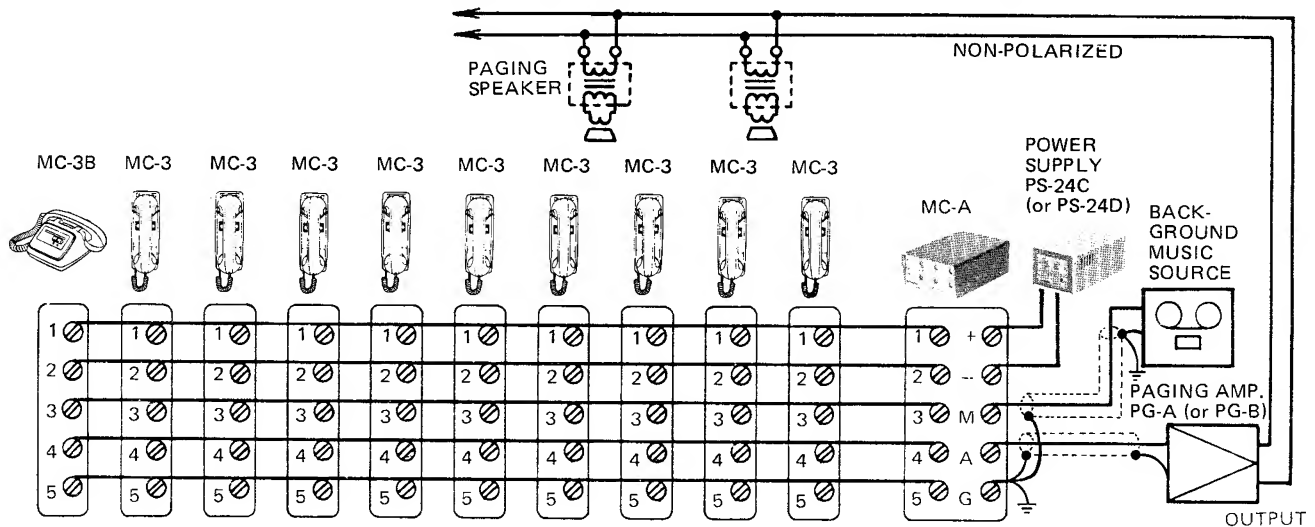 NON-POLARIZED
PAGING
SPEAKER
MC-3B MC-3 MC-3 MC-3 MC-3 MC-3 MC-3 MC-3 MC-3 MC-3
MC-A
POWER
SUPPLY
PS-24C
(or PS-24D)
BACK-
GROUND
MUSIC
SOURCE
1 1 1 1 1 1 1 1 1 1 1 +
2 2 2 2 2 2 2 2 2 2 2 -
3 3 3 3 3 3 3 3 3 3 3 M
4 4 4 4 4 4 4 4 4 4 4 A
5 5 5 5 5 5 5 5 5 5 5 G
PAGING AMP.
PG-A (or PG-B)
OUTPUT